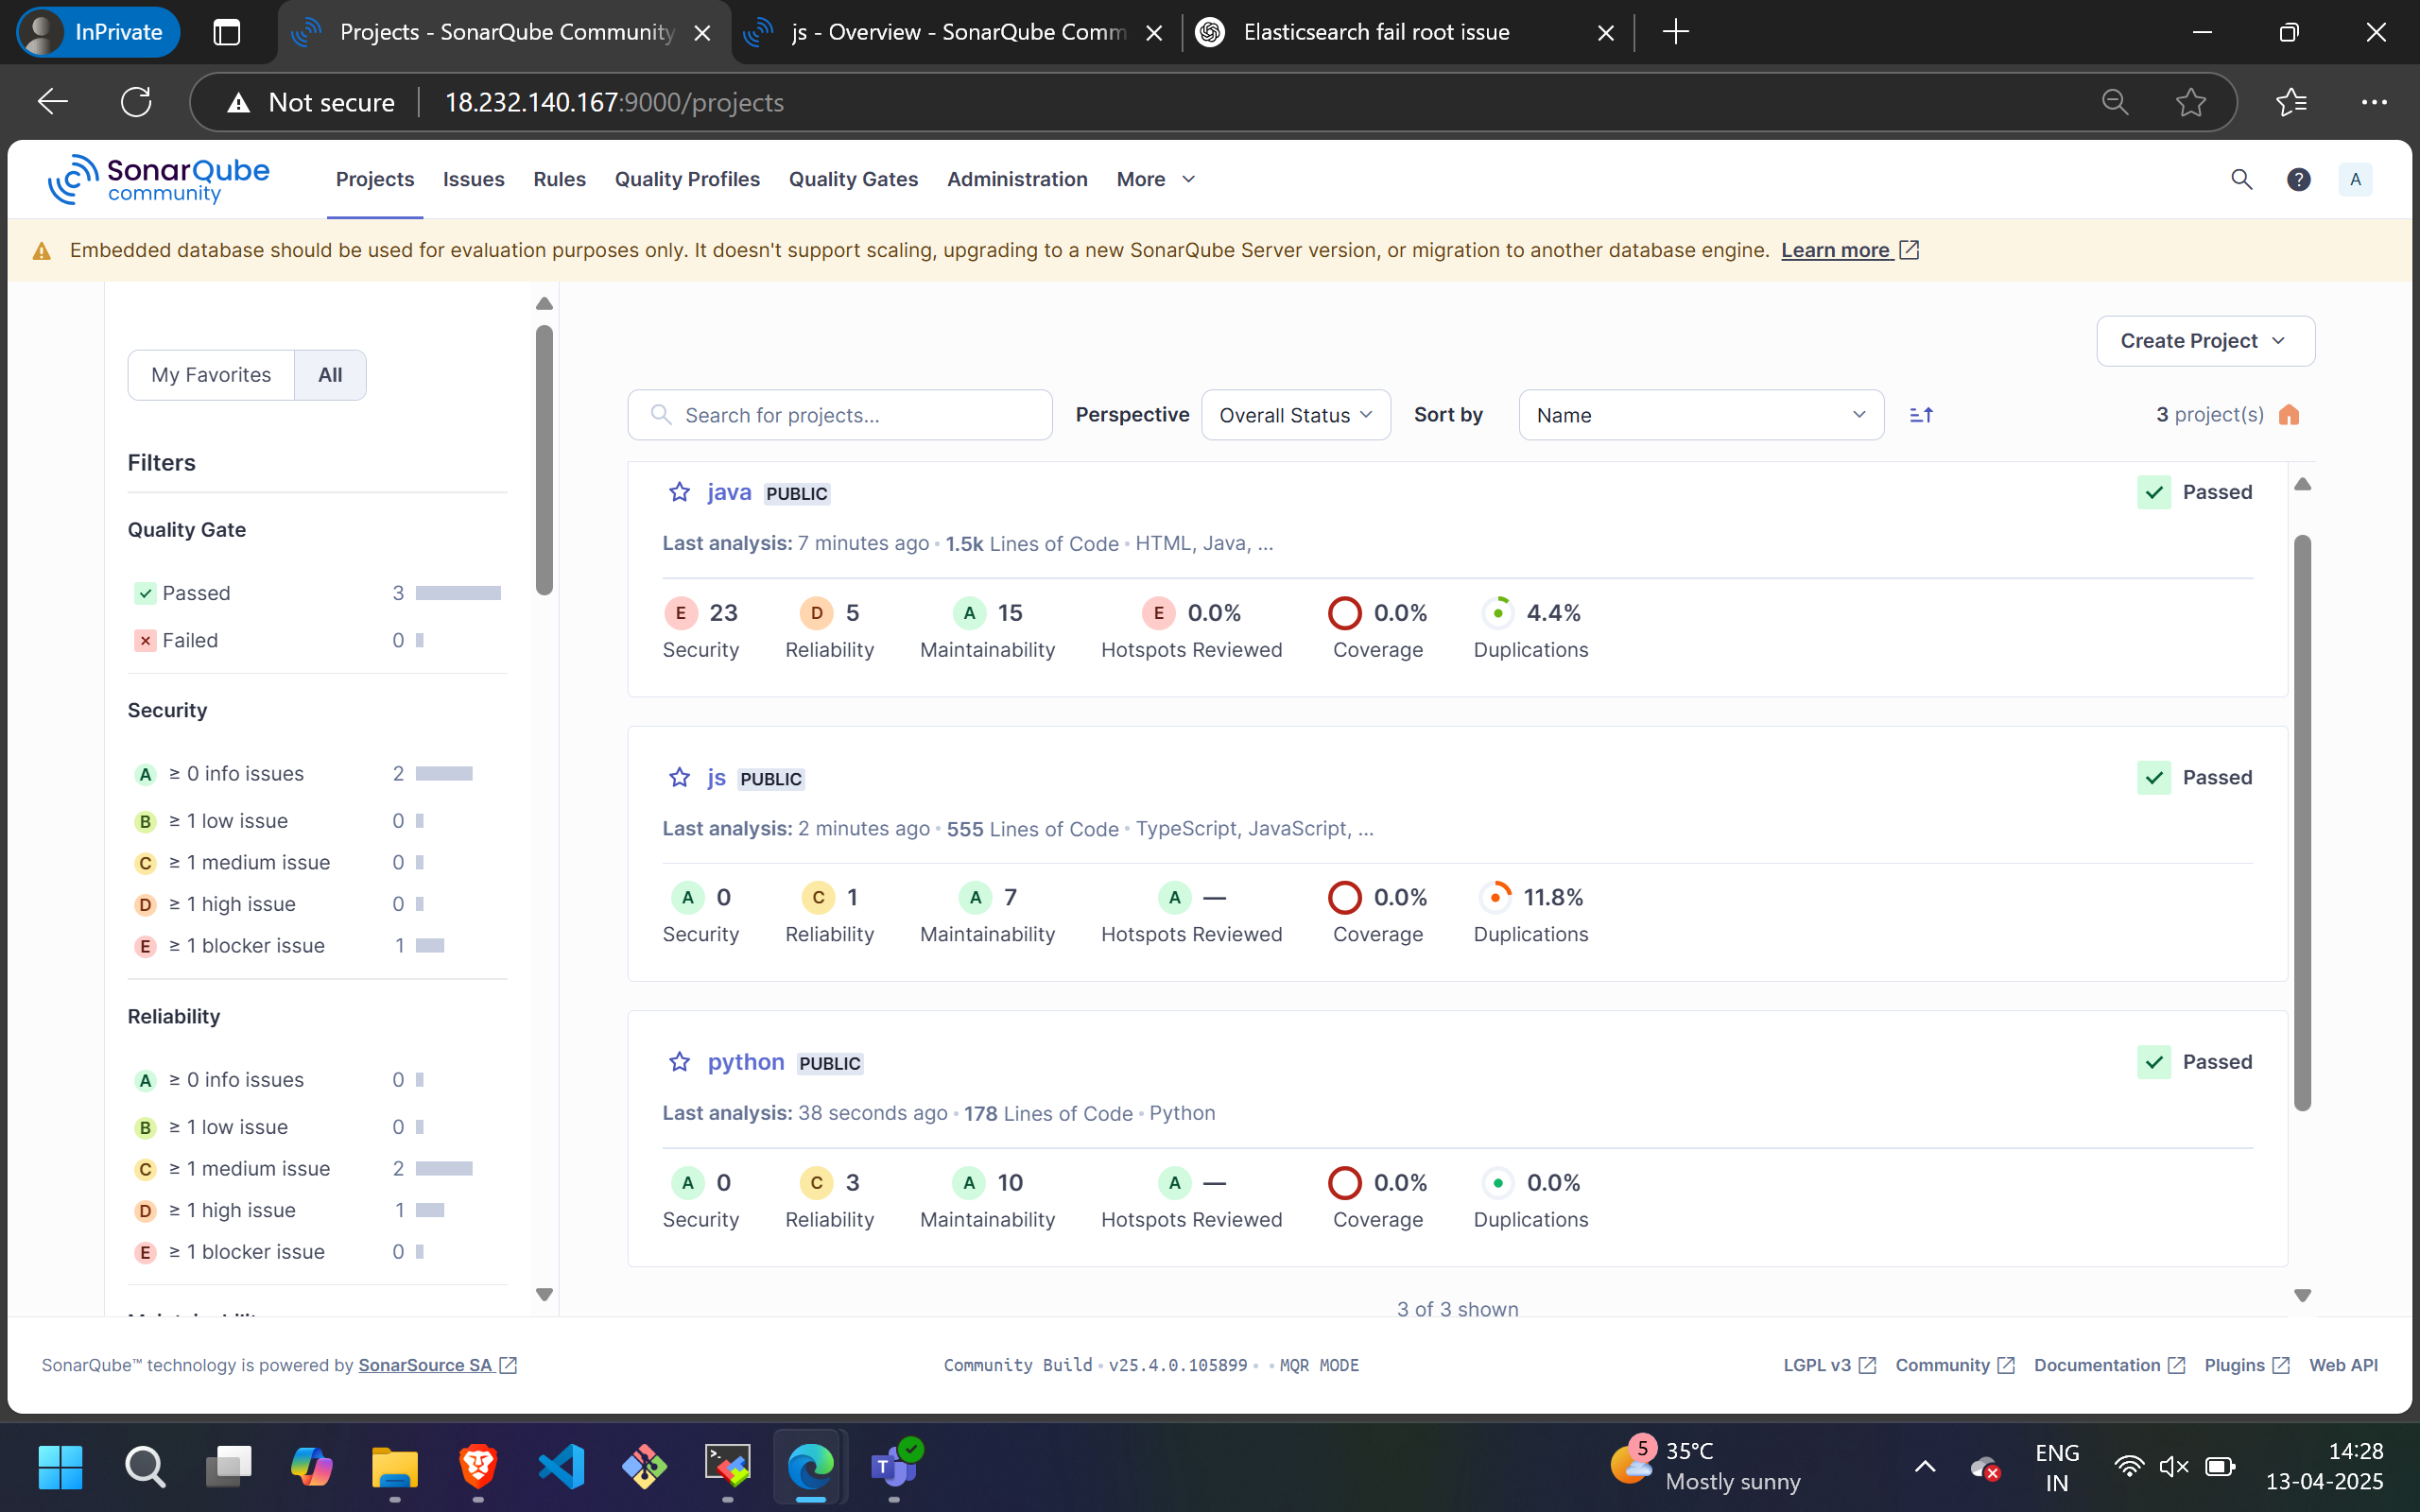 InPrivate
Projects - SonarQube Community
js - Overview - SonarQube Comm
Elasticsearch fail root issue
Not secure
18.232.140.167:9000/projects
SonarQube community
Projects
Issues
Rules
Quality Profiles
Quality Gates
Administration
More
?
A
Embedded database should be used for evaluation purposes only. It doesn't support scaling, upgrading to a new SonarQube Server version, or migration to another database engine. Learn more
My Favorites
All
Filters
Quality Gate
Passed 3
Failed 0
Security
A ≥ 0 info issues 2
B ≥ 1 low issue 0
C ≥ 1 medium issue 0
D ≥ 1 high issue 0
E ≥ 1 blocker issue 1
Reliability
A ≥ 0 info issues 0
B ≥ 1 low issue 0
C ≥ 1 medium issue 2
D ≥ 1 high issue 1
E ≥ 1 blocker issue 0
Create Project
Search for projects...
Perspective Overall Status
Sort by Name
3 project(s)
java PUBLIC
Passed
Last analysis: 7 minutes ago • 1.5k Lines of Code • HTML, Java, ...
E 23 D 5 A 15 E 0.0% 0.0% 4.4%
Security Reliability Maintainability Hotspots Reviewed Coverage Duplications
js PUBLIC
Passed
Last analysis: 2 minutes ago • 555 Lines of Code • TypeScript, JavaScript, ...
A 0 C 1 A 7 A — 0.0% 11.8%
Security Reliability Maintainability Hotspots Reviewed Coverage Duplications
python PUBLIC
Passed
Last analysis: 38 seconds ago • 178 Lines of Code • Python
A 0 C 3 A 10 A — 0.0% 0.0%
Security Reliability Maintainability Hotspots Reviewed Coverage Duplications
3 of 3 shown
SonarQube™ technology is powered by SonarSource SA
Community Build • v25.4.0.105899 • • MQR MODE
LGPL v3 Community Documentation Plugins Web API
T
5
35°C
Mostly sunny
ENG
IN
14:28
13-04-2025